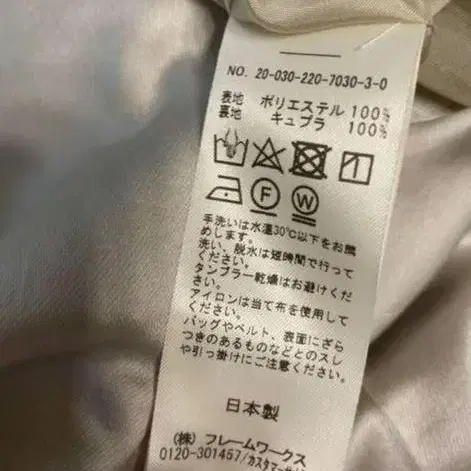 NO. 20-030-220-7030-3-0
表地 ポリエステル 100%
裏地 キュプラ 100%
F W
手洗いは水温30℃以下をお薦
めします。
洗い、脱水は短時間で行って
ください。
タンブラー乾燥はお避けくだ
さい。
アイロンは当て布を使用して
ください。
バッグやベルト、表面にざら
つきのあるものなどとのスレ
や引っ掛けにご注意ください。
日本製
(株) フレームワークス
0120-301457/カスタマー